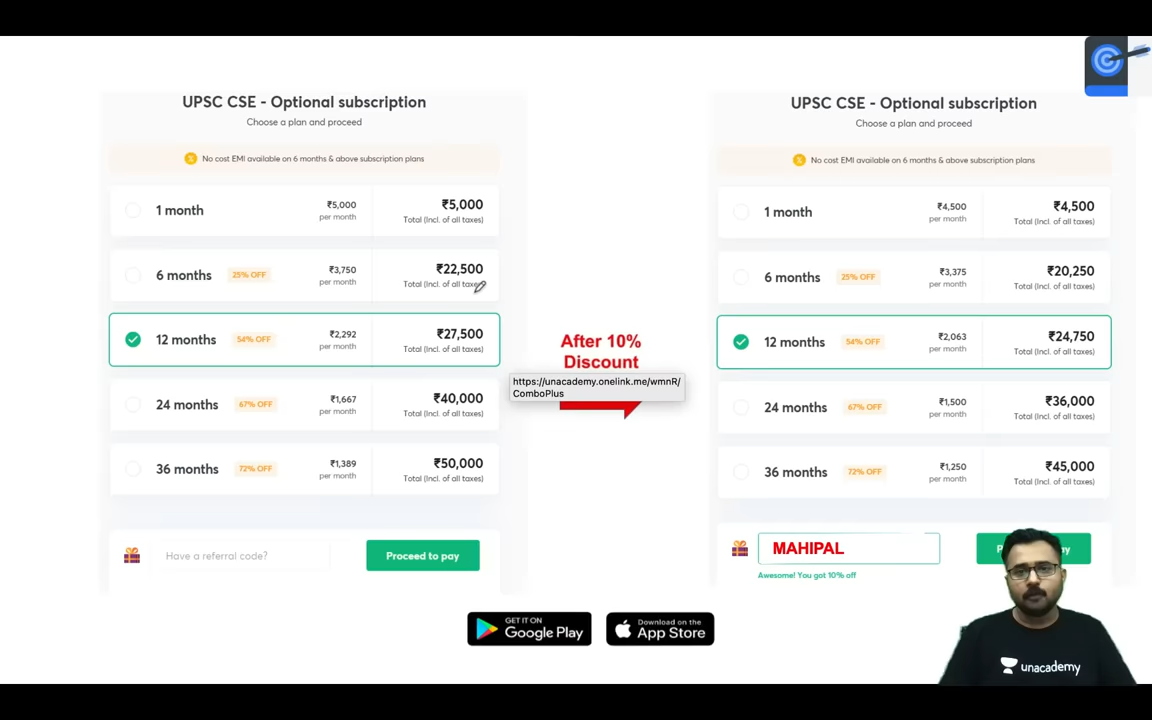 UPSC CSE - Optional subscription
Choose a plan and proceed
No cost EMI available on 6 months & above subscription plans
1 month ₹5,000 ₹5,000
per month Total (Incl. of all taxes)
6 months 25% OFF ₹3,750 ₹22,500
per month Total (Incl. of all taxes)
12 months 54% OFF ₹2,292 ₹27,500
per month Total (Incl. of all taxes)
24 months 67% OFF ₹1,667 ₹40,000
per month Total (Incl. of all taxes)
36 months 72% OFF ₹1,389 ₹50,000
per month Total (Incl. of all taxes)
Have a referral code? Proceed to pay
After 10%
Discount
https://unacademy.onelink.me/wmnR/
ComboPlus
UPSC CSE - Optional subscription
Choose a plan and proceed
No cost EMI available on 6 months & above subscription plans
1 month ₹4,500 ₹4,500
per month Total (Incl. of all taxes)
6 months 25% OFF ₹3,375 ₹20,250
per month Total (Incl. of all taxes)
12 months 54% OFF ₹2,063 ₹24,750
per month Total (Incl. of all taxes)
24 months 67% OFF ₹1,500 ₹36,000
per month Total (Incl. of all taxes)
36 months 72% OFF ₹1,250 ₹45,000
per month Total (Incl. of all taxes)
MAHIPAL
Awesome! You got 10% off
GET IT ON
Google Play
Download on the
App Store
unacademy